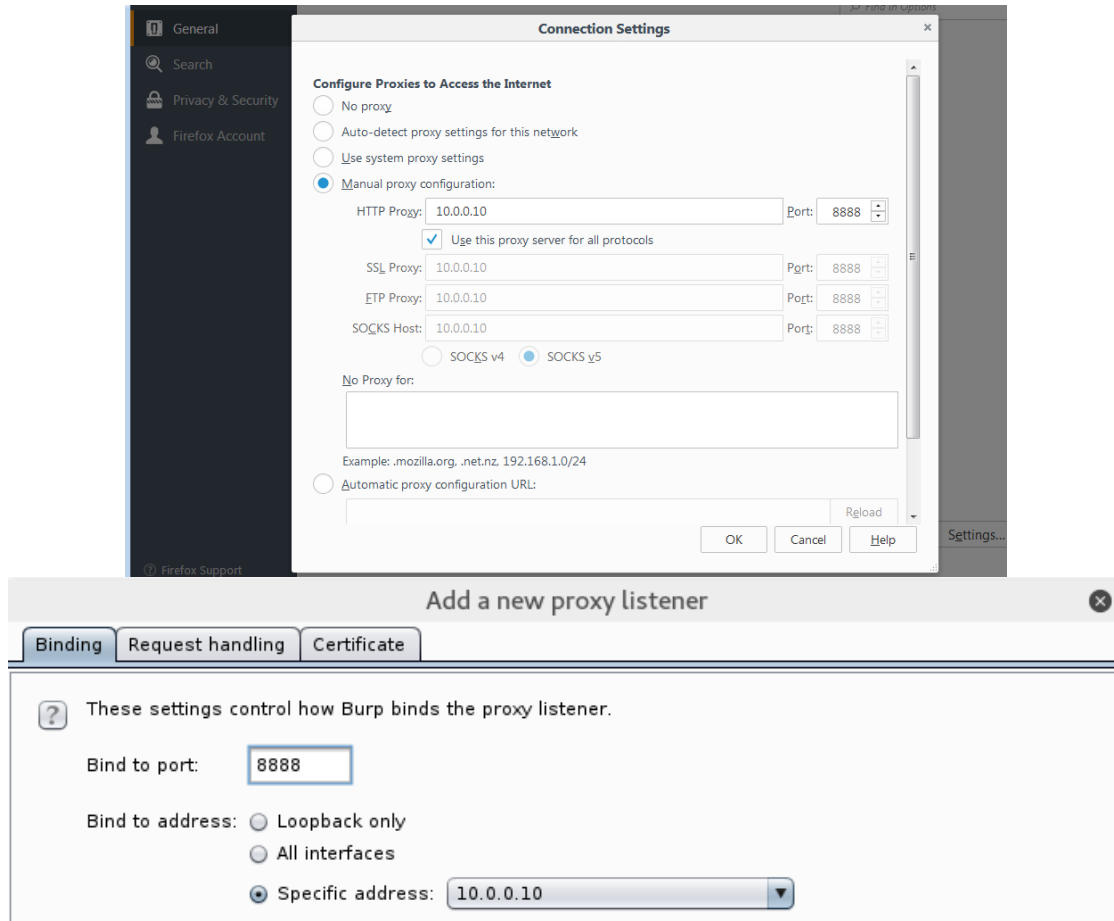 Find in Options
General
Connection Settings
Search
Configure Proxies to Access the Internet
Privacy & Security
No proxy
Firefox Account
Auto-detect proxy settings for this network
Use system proxy settings
Manual proxy configuration:
HTTP Proxy: 10.0.0.10 Port: 8888
Use this proxy server for all protocols
SSL Proxy: 10.0.0.10 Port: 8888
FTP Proxy: 10.0.0.10 Port: 8888
SOCKS Host: 10.0.0.10 Port: 8888
SOCKS v4 SOCKS v5
No Proxy for:
Example: .mozilla.org, .net.nz, 192.168.1.0/24
Automatic proxy configuration URL:
Reload
OK Cancel Help
Settings...
Firefox Support
Add a new proxy listener
Binding Request handling Certificate
? These settings control how Burp binds the proxy listener.
Bind to port: 8888
Bind to address: Loopback only
All interfaces
Specific address: 10.0.0.10